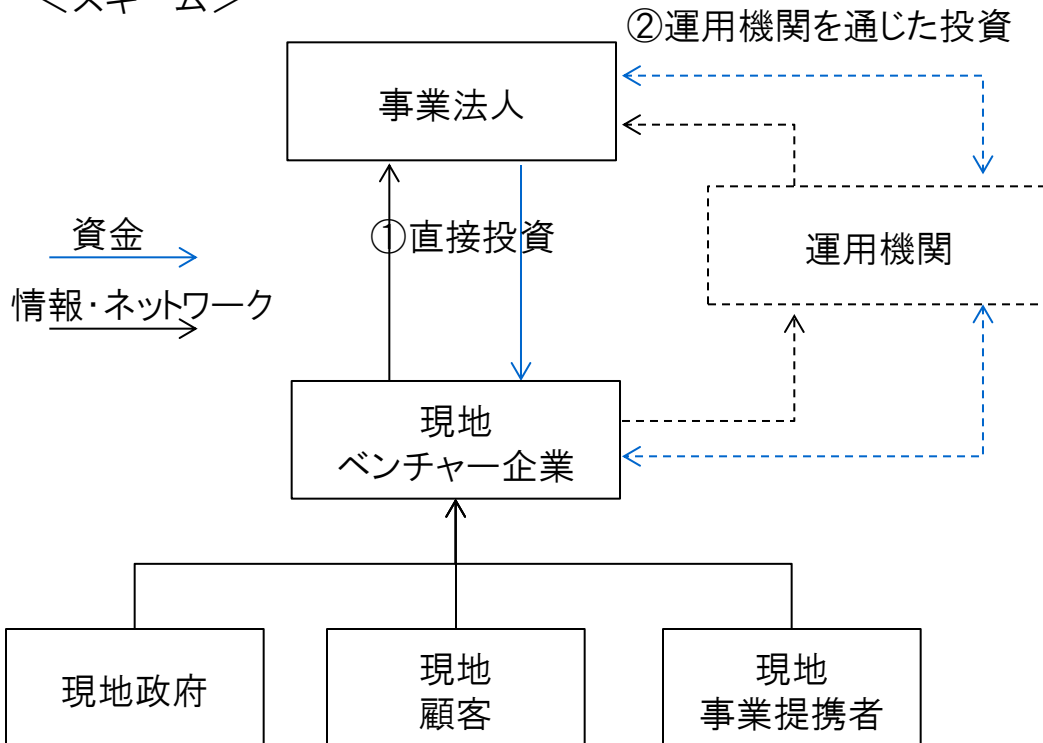 ＜スキーム＞
②運用機関を通じた投資
事業法人
資金
①直接投資
運用機関
情報・ネットワーク
現地
ベンチャー企業
現地政府
現地
顧客
現地
事業提携者